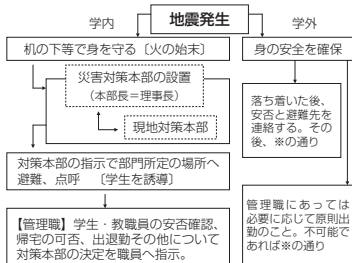 地震発生
学内
学外
机の下等で身を守る〔火の始末〕
災害対策本部の設置
(本部長=理事長)
現地対策本部
対策本部の指示で部門所定の場所へ
避難、点呼 〔学生を誘導〕
【管理職】学生・教職員の安否確認、
帰宅の可否、出退勤その他について
対策本部の決定を職員へ指示。
身の安全を確保
落ち着いた後、
安否と避難先を
連絡する。その
後、※の通り
管理職にあっては
必要に応じて原則出
勤のこと。不可能で
あれば※の通り